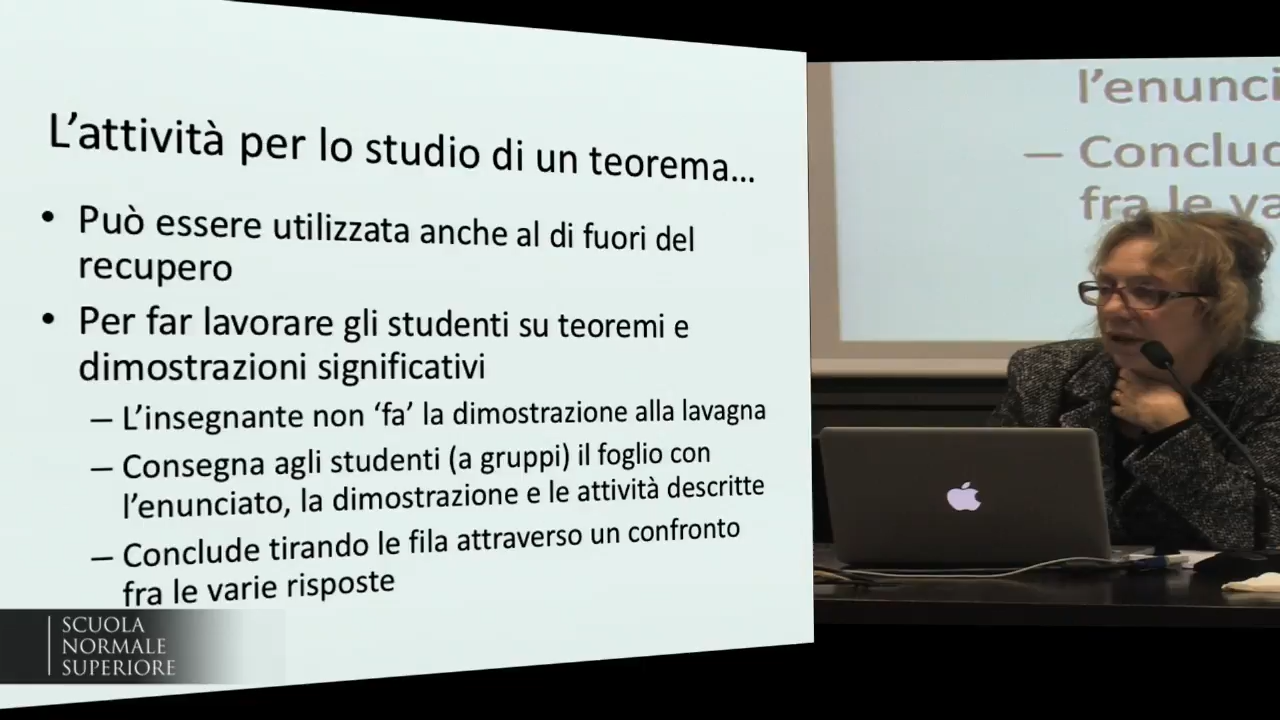 L’attività per lo studio di un teorema...
• Può essere utilizzata anche al di fuori del
recupero
• Per far lavorare gli studenti su teoremi e
dimostrazioni significativi
– L’insegnante non ‘fa’ la dimostrazione alla lavagna
– Consegna agli studenti (a gruppi) il foglio con
l’enunciato, la dimostrazione e le attività descritte
– Conclude tirando le fila attraverso un confronto
fra le varie risposte
SCUOLA
NORMALE
SUPERIORE
l’enunci
– Conclud
fra le va